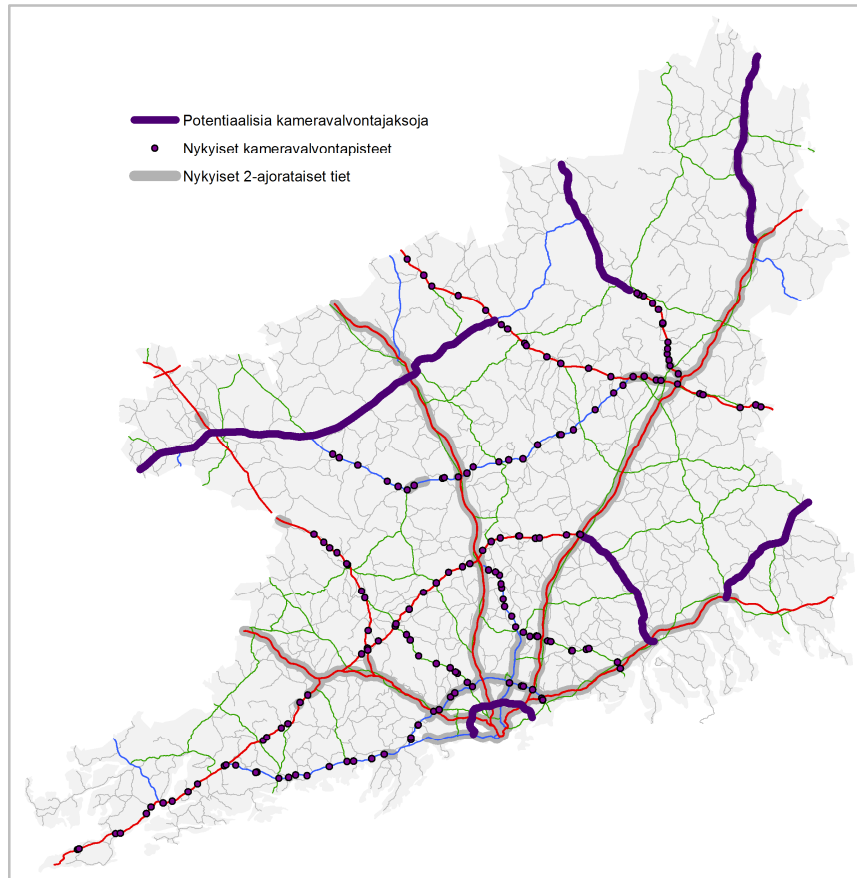 Potentiaalisia kameravalvontajaksoja
Nykyiset kameravalvontapisteet
Nykyiset 2-ajorataiset tiet